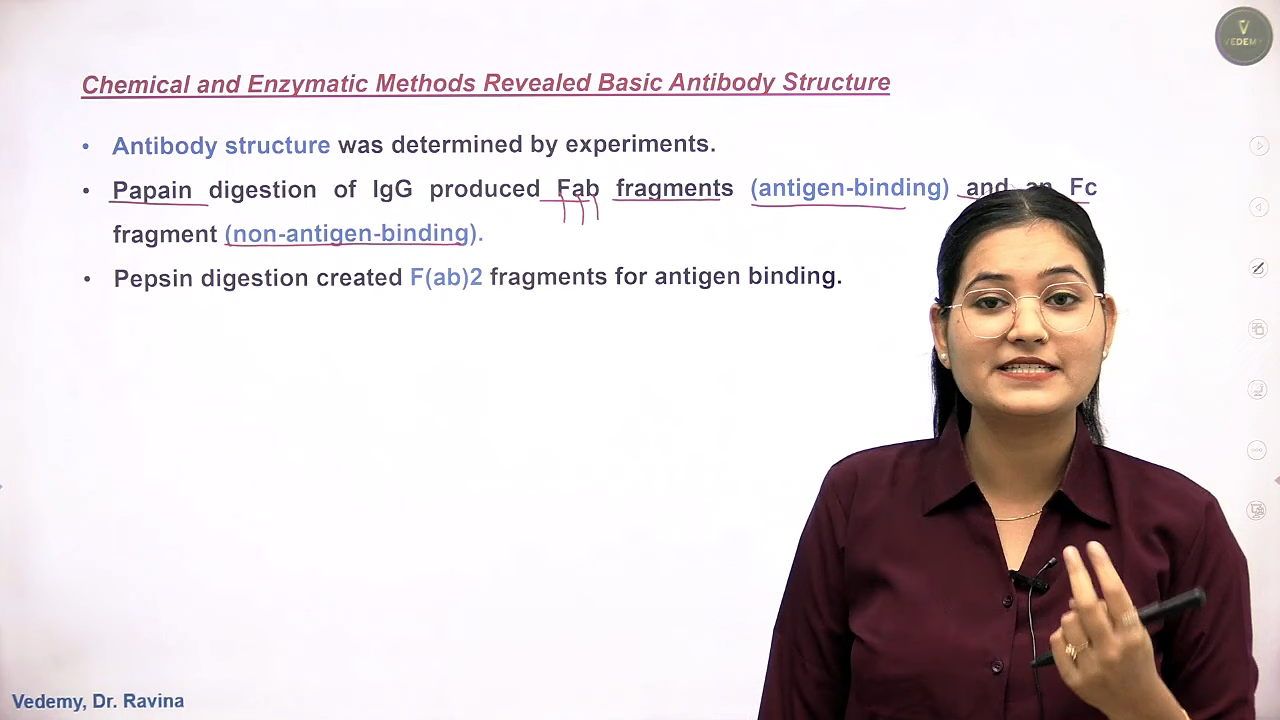 VEDEMY
Chemical and Enzymatic Methods Revealed Basic Antibody Structure
• Antibody structure was determined by experiments.
• Papain digestion of IgG produced Fab fragments (antigen-binding) and an Fc
fragment (non-antigen-binding).
• Pepsin digestion created F(ab)2 fragments for antigen binding.
Vedemy, Dr. Ravina